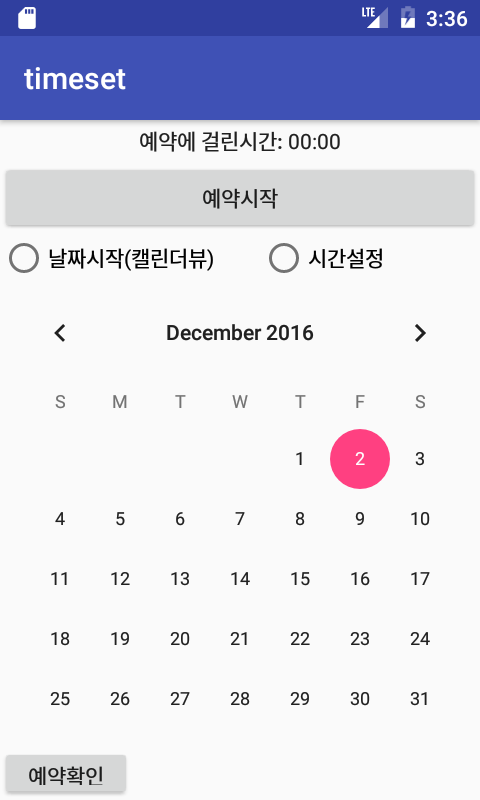 LTE 3:36
timeset
예약에 걸린시간: 00:00
예약시작
날짜시작(캘린더뷰) 시간설정
December 2016
S M T W T F S
1 2 3
4 5 6 7 8 9 10
11 12 13 14 15 16 17
18 19 20 21 22 23 24
25 26 27 28 29 30 31
예약확인